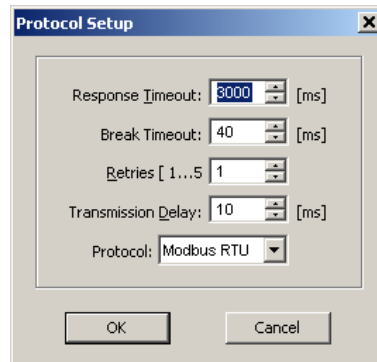 Protocol Setup
Response Timeout: 3000 [ms]
Break Timeout: 40 [ms]
Retries [ 1...5 1
Transmission Delay: 10 [ms]
Protocol: Modbus RTU
OK Cancel